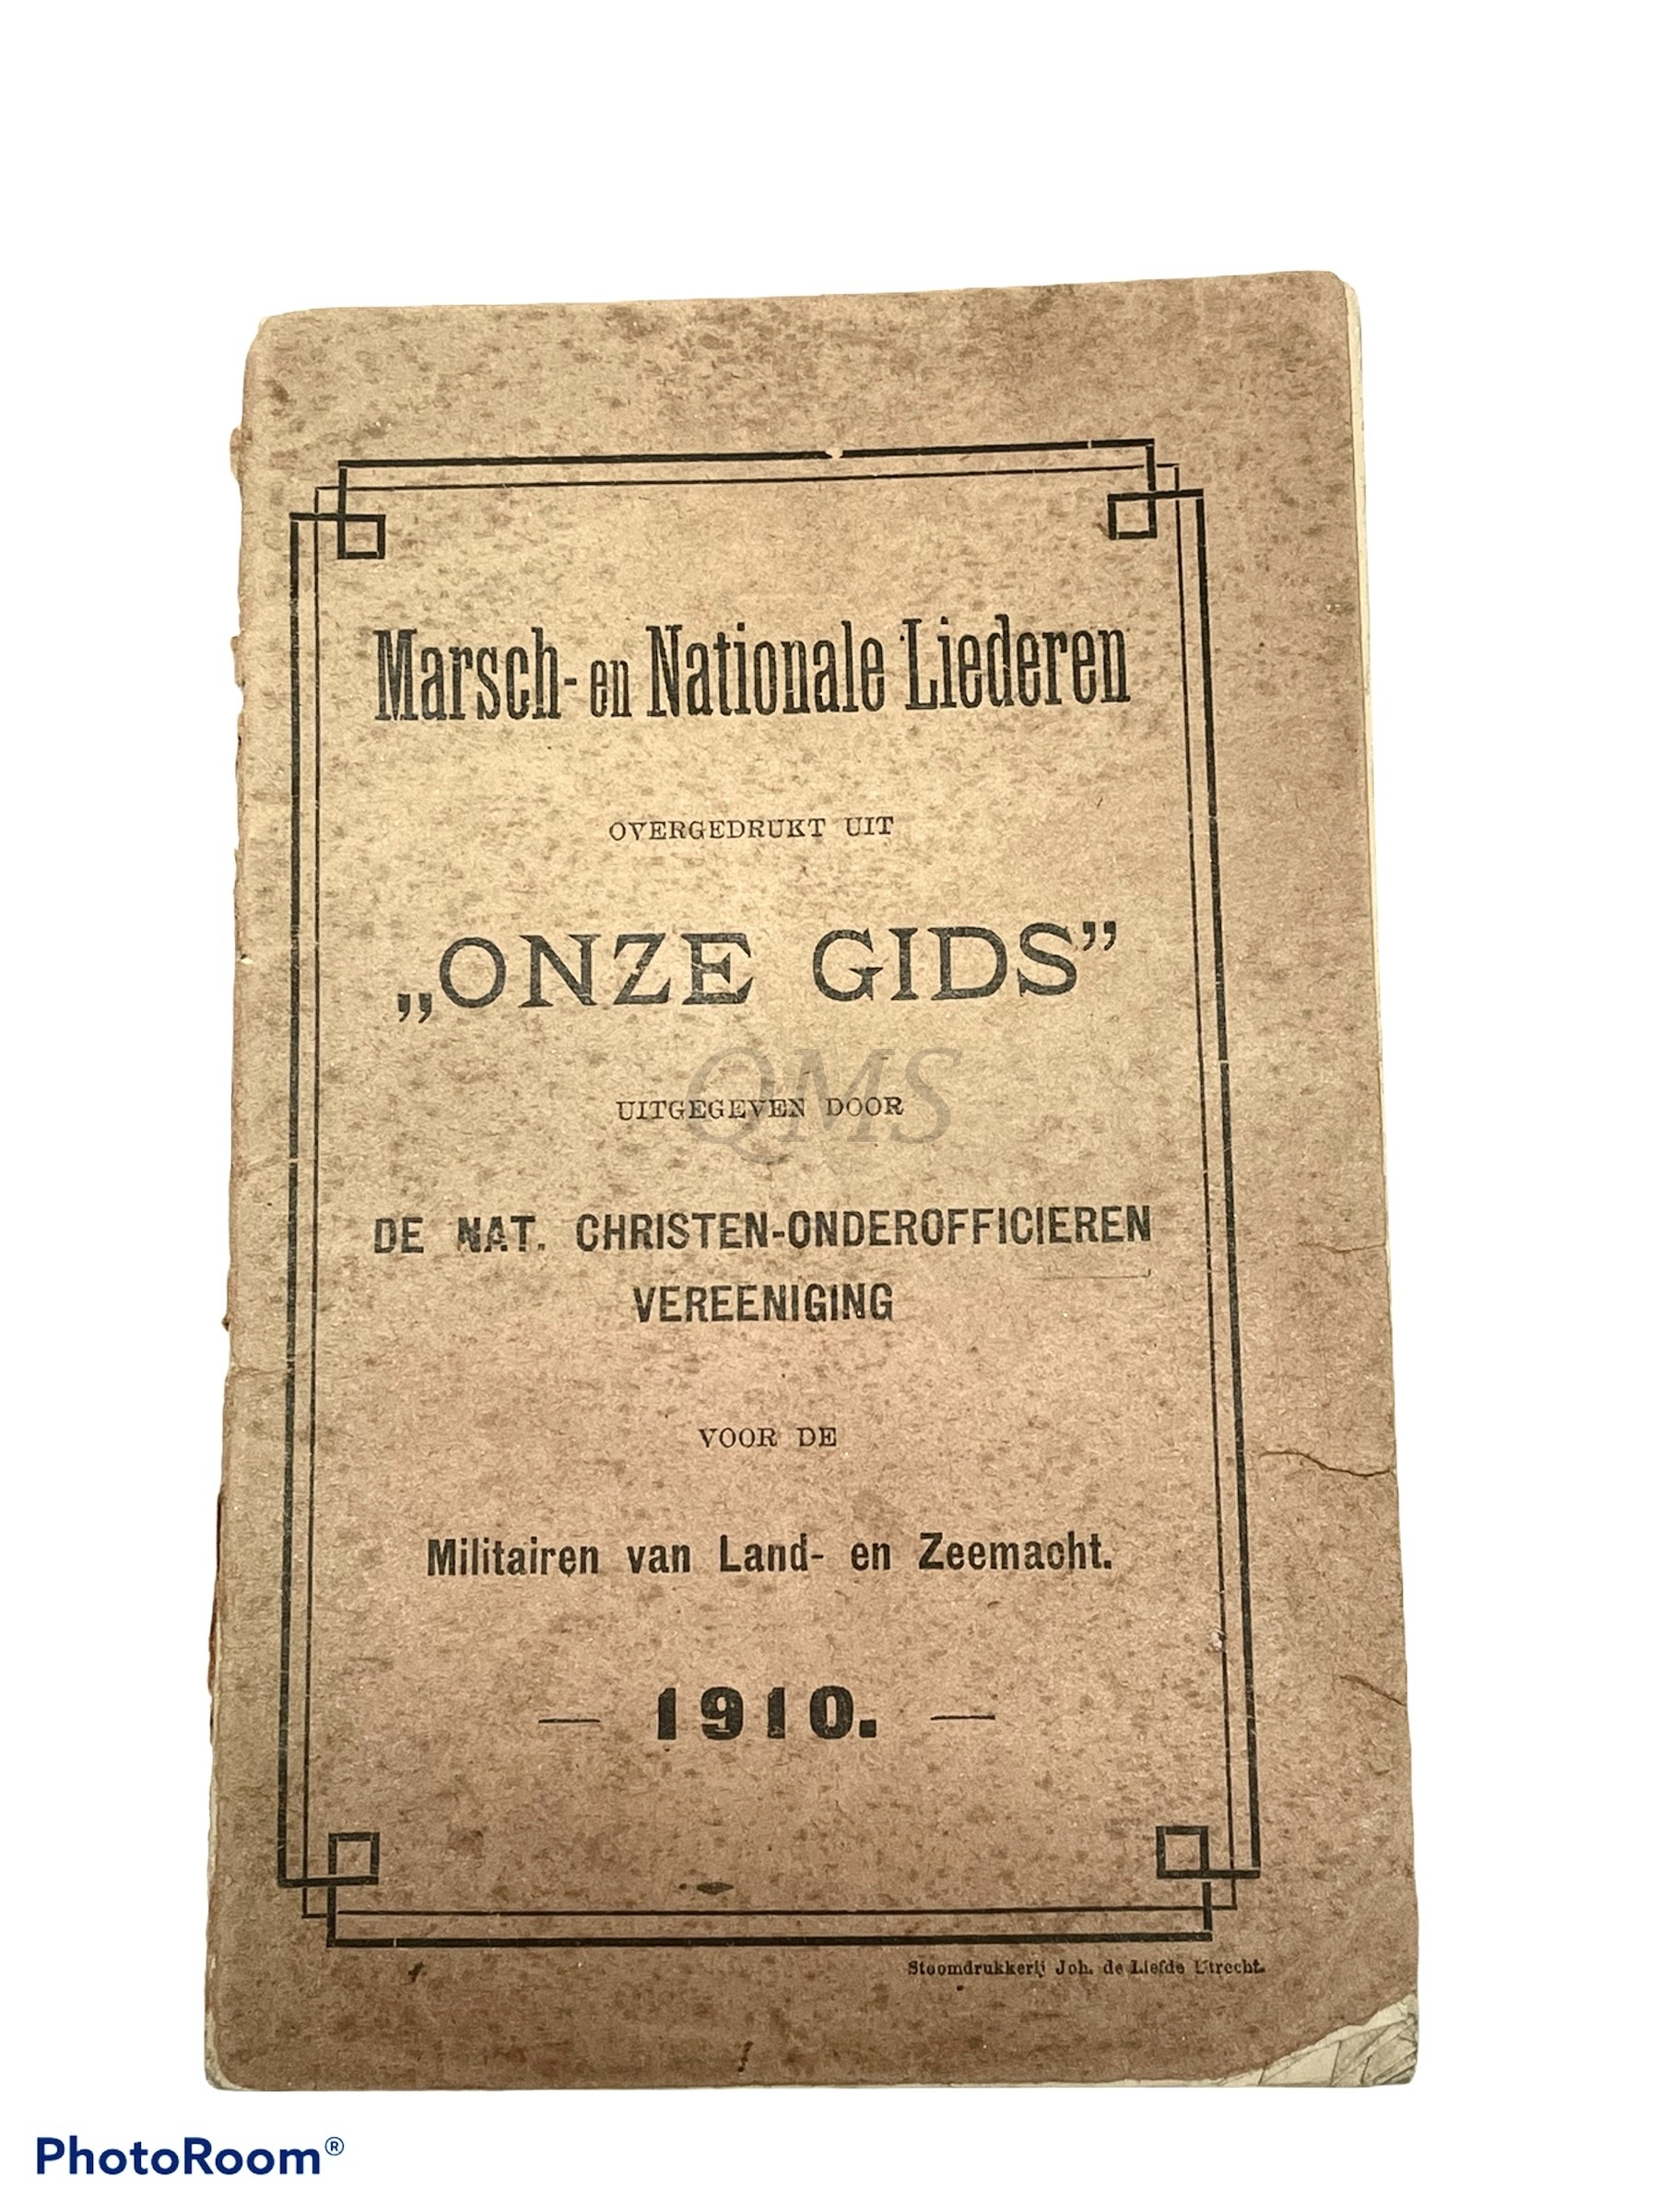 Marsch- en Nationale Liederen
OVERGEDRUKT UIT
„ONZE GIDS”
QMS
UITGEGEVEN DOOR
DE NAT. CHRISTEN-ONDEROFFICIEREN
VEREENIGING
VOOR DE
Militairen van Land- en Zeemacht.
— 1910. —
Stoomdrukkerij Joh. de Liefde Utrecht.
PhotoRoom®